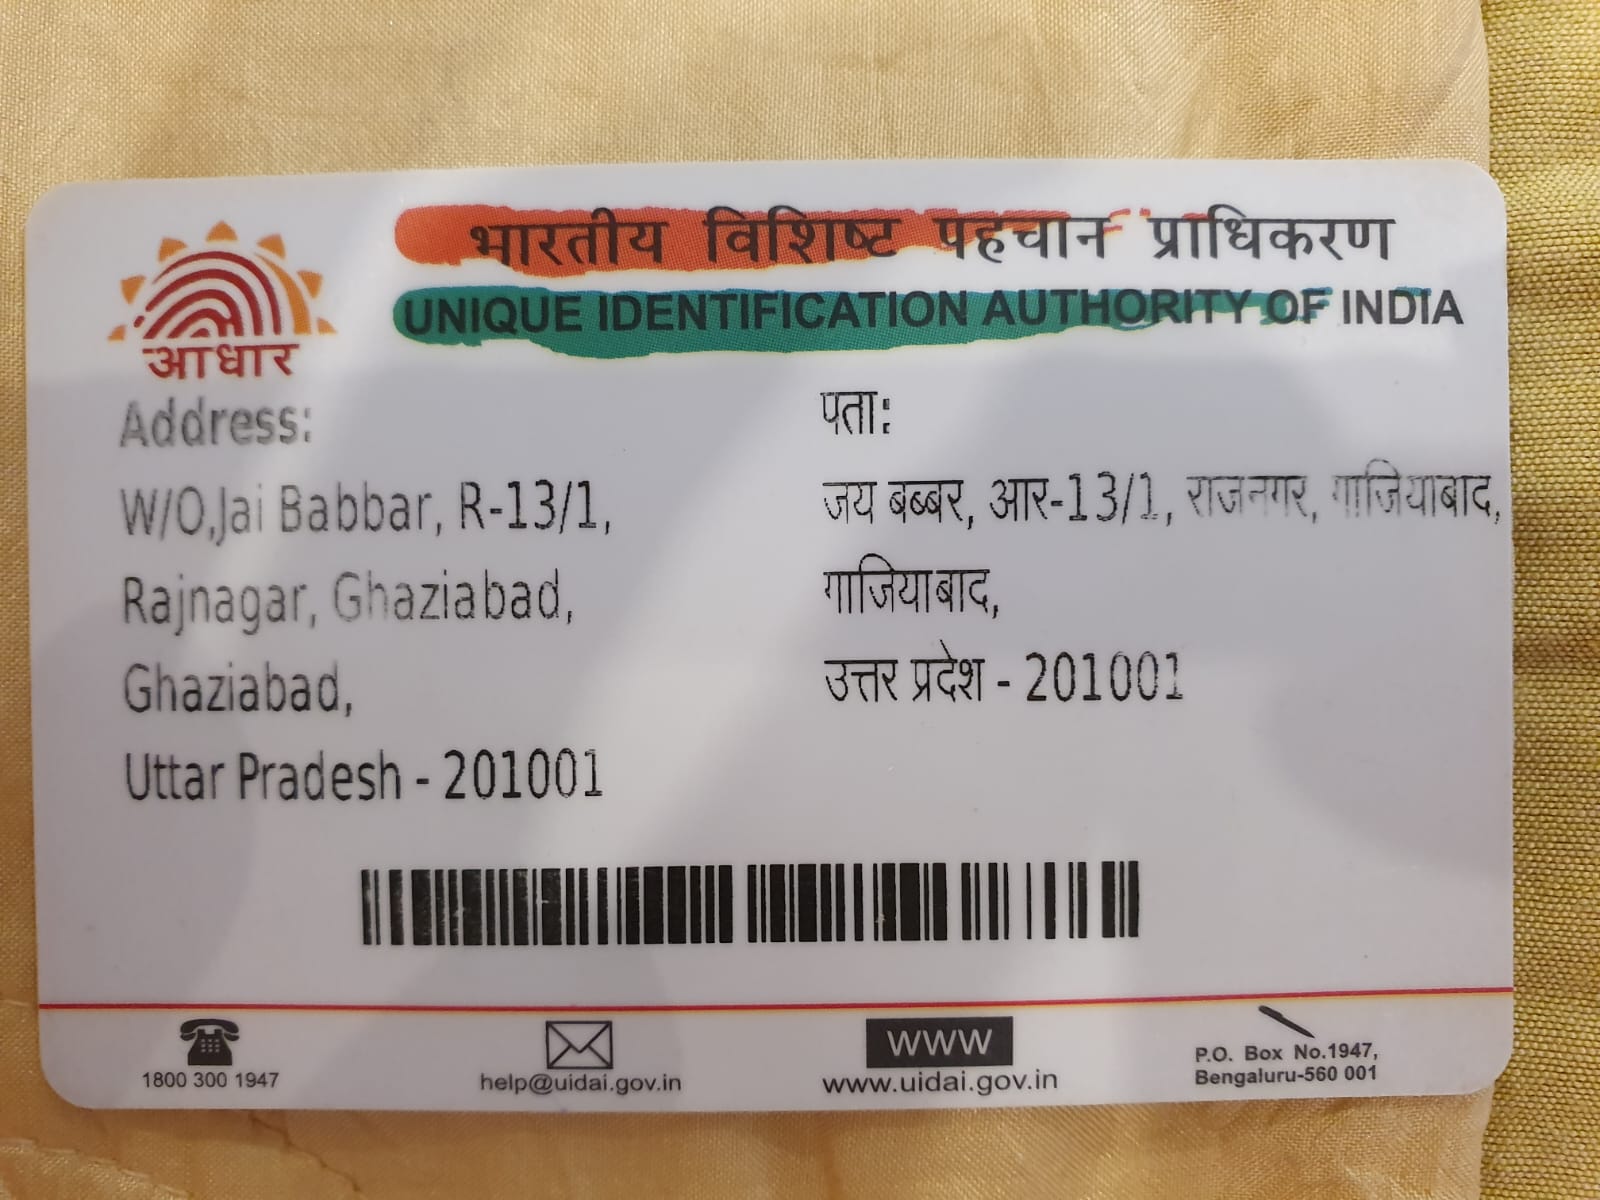 भारतीय विशिष्ट पहचान प्राधिकरण
UNIQUE IDENTIFICATION AUTHORITY OF INDIA
आधार
Address:
W/O,Jai Babbar, R-13/1,
Rajnagar, Ghaziabad,
Ghaziabad,
Uttar Pradesh - 201001
पता:
जय बब्बर, आर-13/1, राजनगर, गाजियाबाद,
गाजियाबाद,
उत्तर प्रदेश - 201001
1800 300 1947
help@uidai.gov.in
WWW
www.uidai.gov.in
P.O. Box No.1947,
Bengaluru-560 001